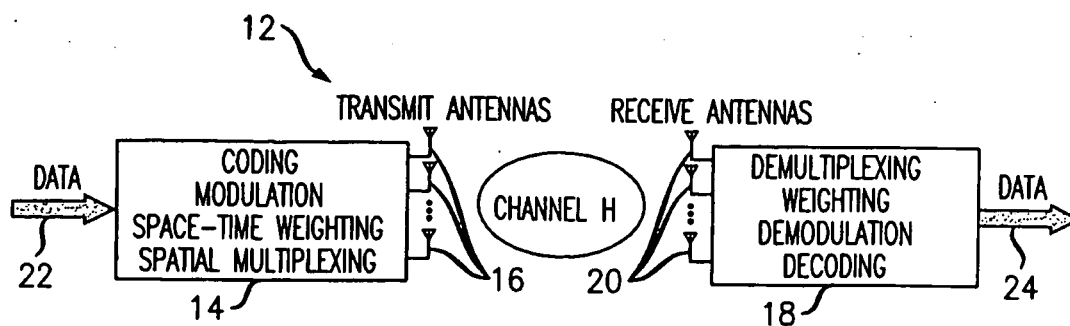 12
TRANSMIT ANTENNAS
RECEIVE ANTENNAS
DATA
22
CODING
MODULATION
SPACE-TIME WEIGHTING
SPATIAL MULTIPLEXING
14
16
CHANNEL H
20
DEMULTIPLEXING
WEIGHTING
DEMODULATION
DECODING
18
DATA
24